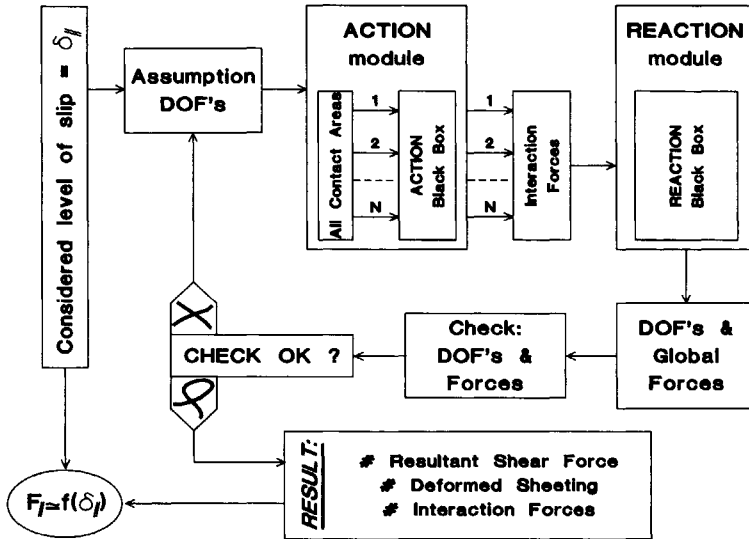 Considered level of slip = δ//
Assumption
DOF's
ACTION
module
All Contact Areas
1
2
N
ACTION
Black Box
1
2
N
Interaction
Forces
REACTION
module
REACTION
Black Box
DOF's &
Global
Forces
Check:
DOF's &
Forces
CHECK OK ?
RESULT:
# Resultant Shear Force
# Deformed Sheeting
# Interaction Forces
F//≃f(δ//)